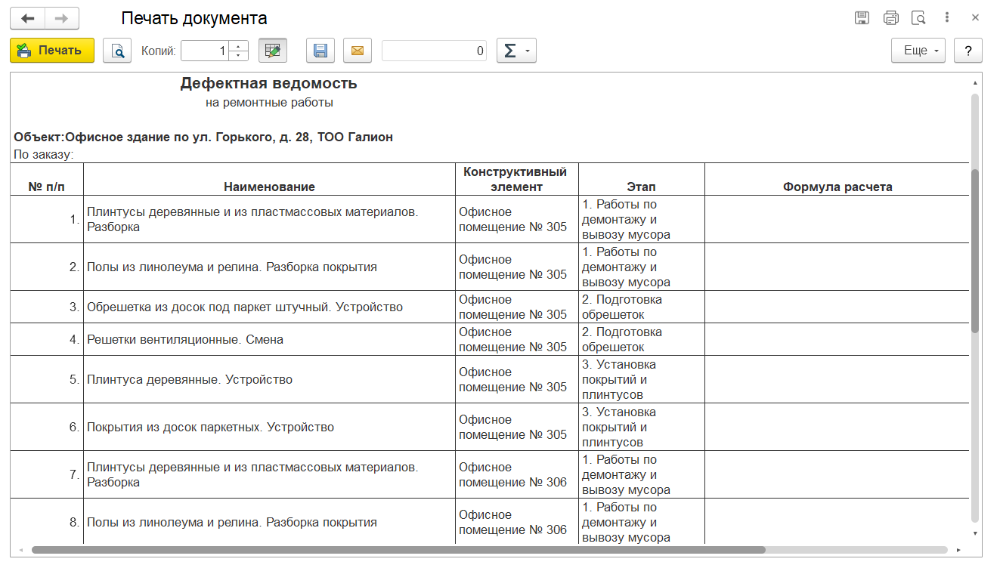 Печать документа
Печать
Копий:
1
0
Σ
Еще
?
Дефектная ведомость
на ремонтные работы
Объект:Офисное здание по ул. Горького, д. 28, ТОО Галион
По заказу:
№ п/п
Наименование
Конструктивный
элемент
Этап
Формула расчета
1.
Плинтусы деревянные и из пластмассовых материалов.
Разборка
Офисное
помещение № 305
1. Работы по
демонтажу и
вывозу мусора
2.
Полы из линолеума и релина. Разборка покрытия
Офисное
помещение № 305
1. Работы по
демонтажу и
вывозу мусора
3.
Обрешетка из досок под паркет штучный. Устройство
Офисное
помещение № 305
2. Подготовка
обрешеток
4.
Решетки вентиляционные. Смена
Офисное
помещение № 305
2. Подготовка
обрешеток
5.
Плинтуса деревянные. Устройство
Офисное
помещение № 305
3. Установка
покрытий и
плинтусов
6.
Покрытия из досок паркетных. Устройство
Офисное
помещение № 305
3. Установка
покрытий и
плинтусов
7.
Плинтусы деревянные и из пластмассовых материалов.
Разборка
Офисное
помещение № 306
1. Работы по
демонтажу и
вывозу мусора
8.
Полы из линолеума и релина. Разборка покрытия
Офисное
помещение № 306
1. Работы по
демонтажу и
вывозу мусора